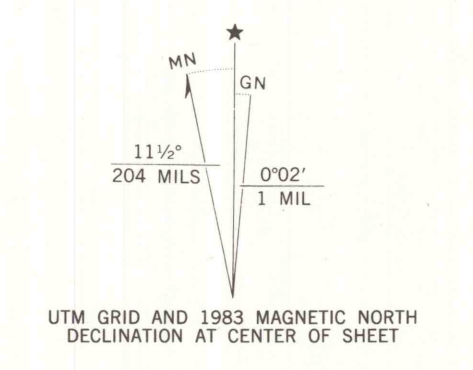 MN
GN
11½°
204 MILS
0°02′
1 MIL
UTM GRID AND 1983 MAGNETIC NORTH
DECLINATION AT CENTER OF SHEET